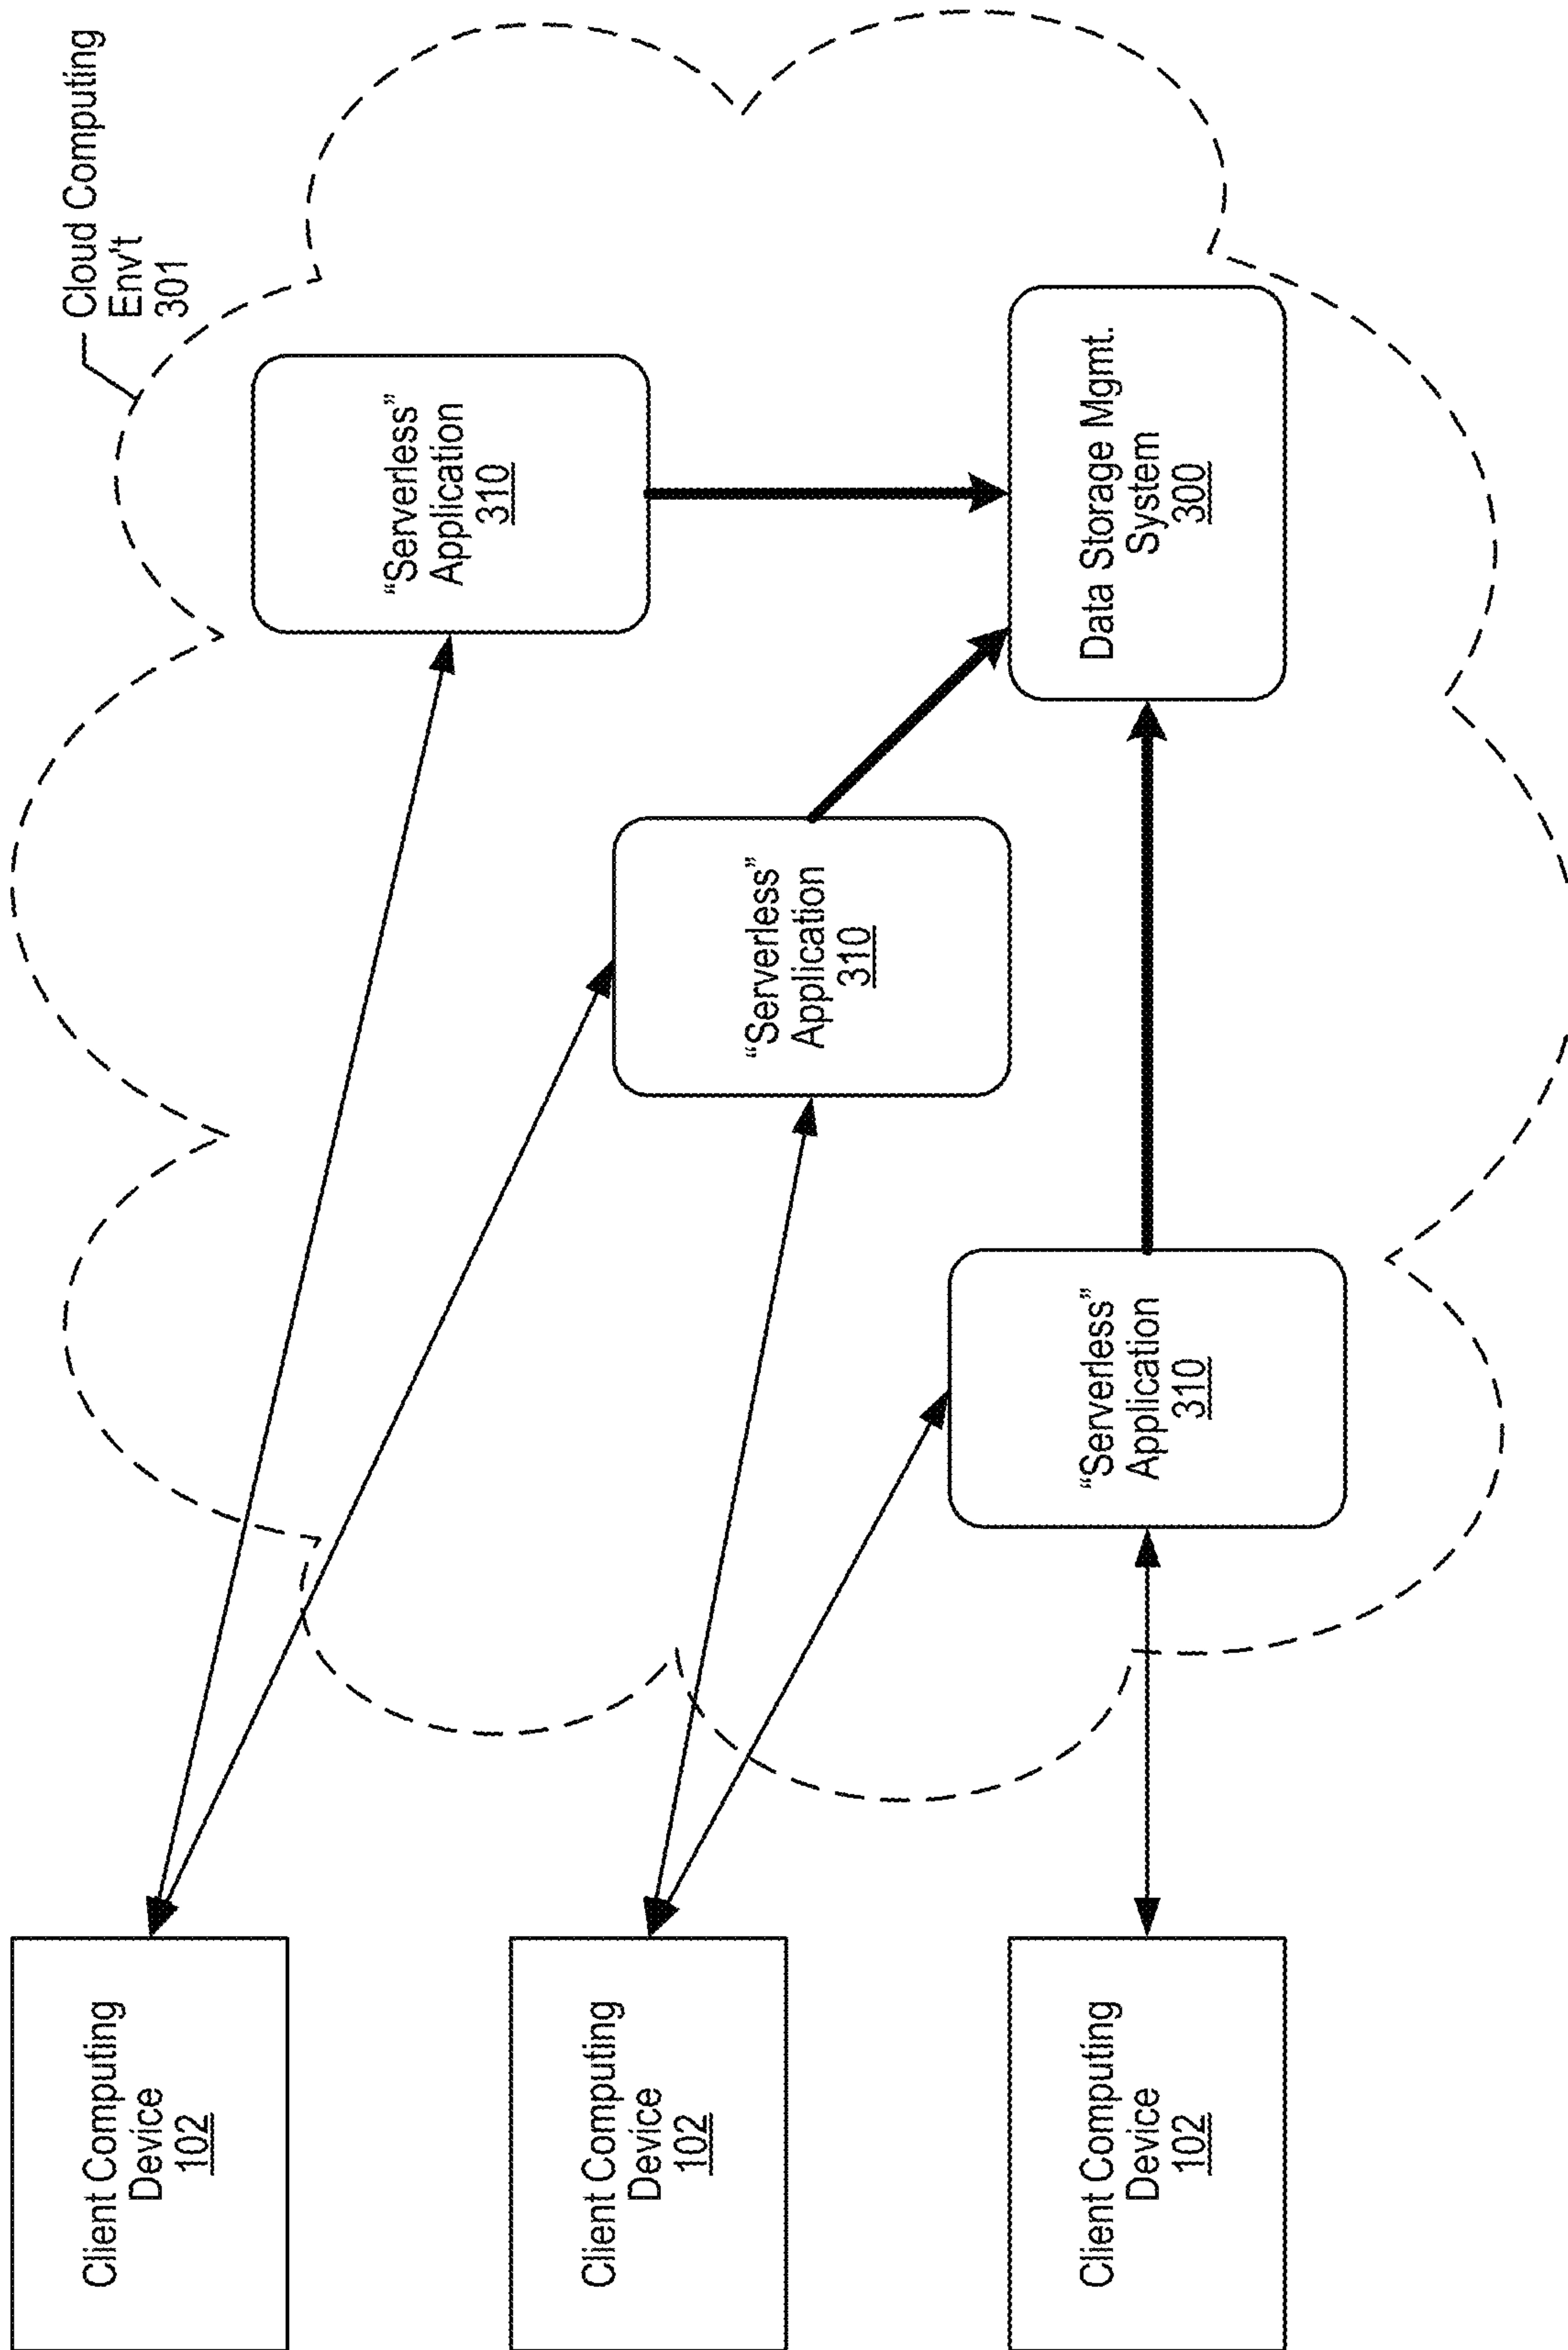 Cloud Computing
Env't
301
“Serverless”
Application
310
“Serverless”
Application
310
“Serverless”
Application
310
Data Storage Mgmt.
System
300
Client Computing
Device
102
Client Computing
Device
102
Client Computing
Device
102